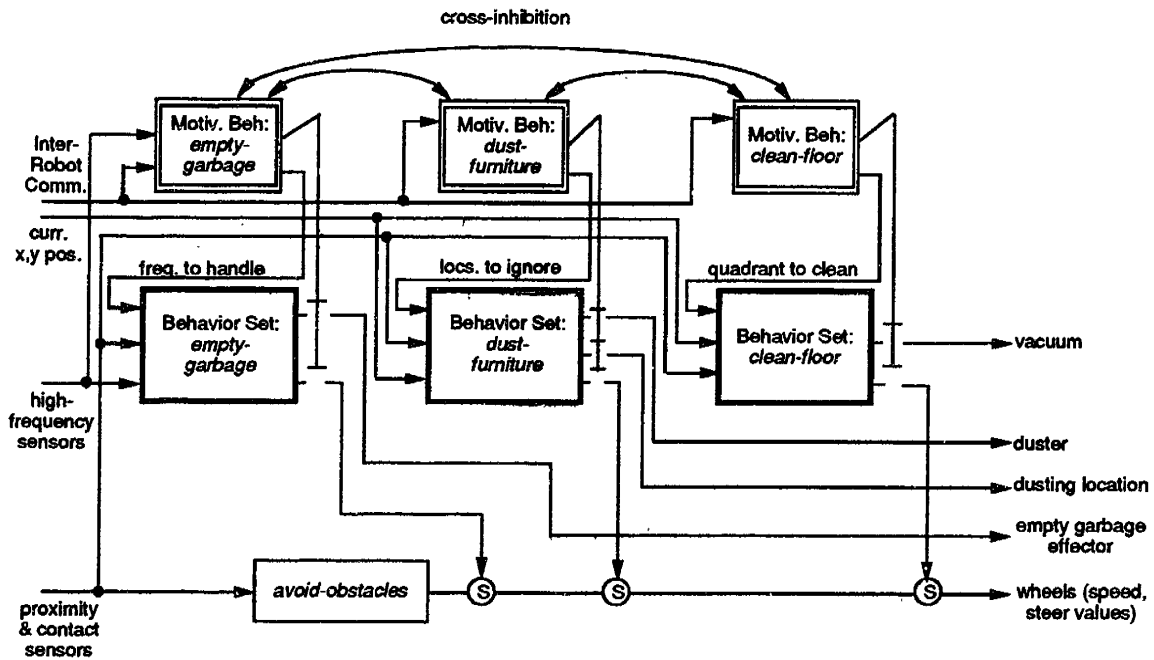 cross-inhibition
Motiv. Beh:
empty-
garbage
Motiv. Beh:
dust-
furniture
Motiv. Beh:
clean-floor
Inter-
Robot
Comm.
curr.
x,y pos.
freq. to handle
locs. to ignore
quadrant to clean
Behavior Set:
empty-
garbage
Behavior Set:
dust-
furniture
Behavior Set:
clean-floor
vacuum
high-
frequency
sensors
duster
dusting location
empty garbage
effector
avoid-obstacles
S
S
S
wheels (speed,
steer values)
proximity
& contact
sensors